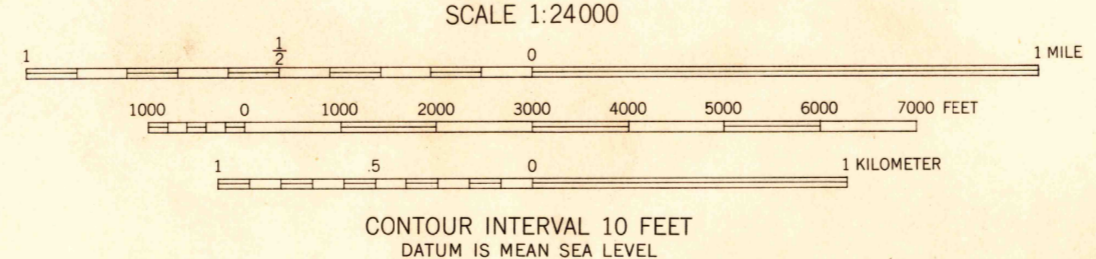 SCALE 1:24000
1 1/2 0 1 MILE
1000 0 1000 2000 3000 4000 5000 6000 7000 FEET
1 .5 0 1 KILOMETER
CONTOUR INTERVAL 10 FEET
DATUM IS MEAN SEA LEVEL